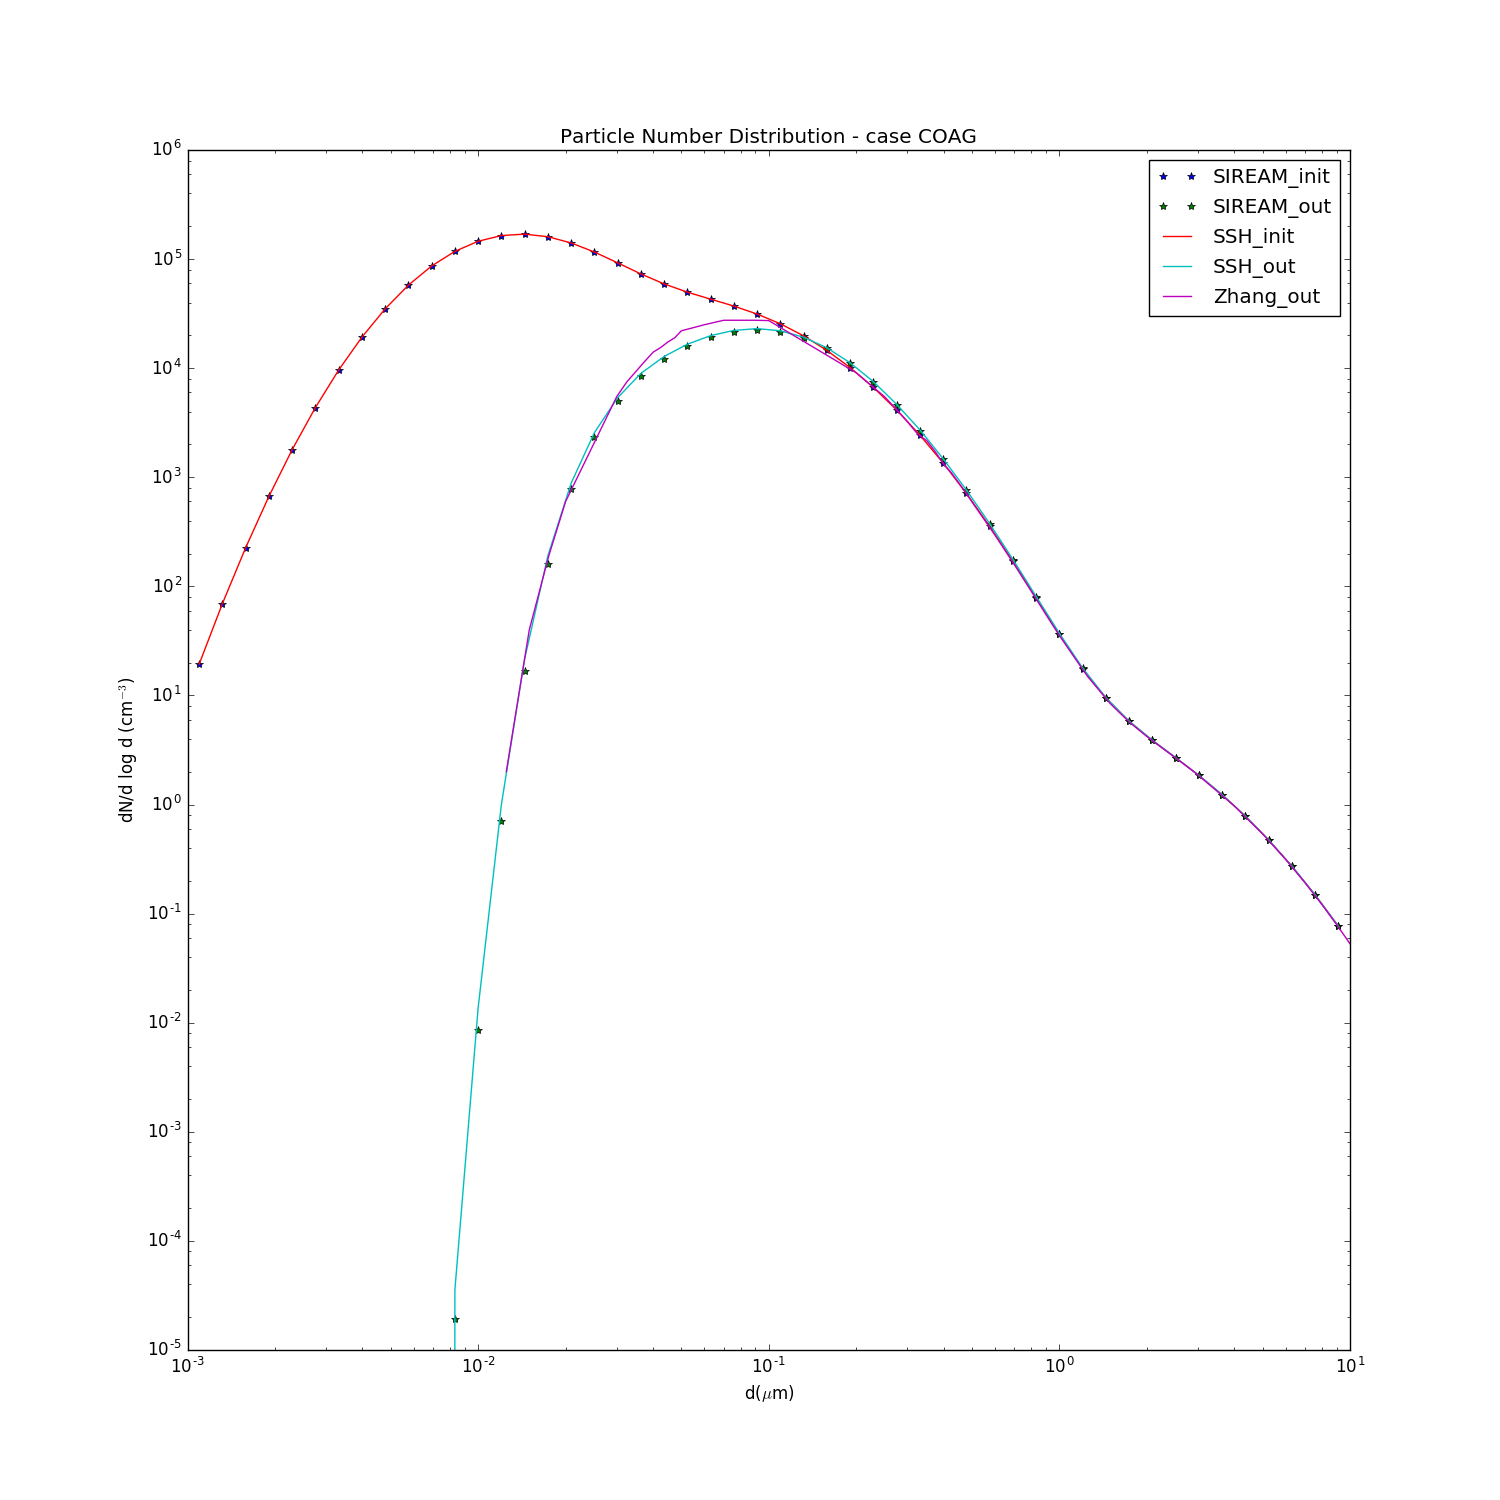 Particle Number Distribution - case COAG
10^6
10^5
10^4
10^3
10^2
10^1
10^0
10^-1
10^-2
10^-3
10^-4
10^-5
dN/d log d (cm^−3)
SIREAM_init
SIREAM_out
SSH_init
SSH_out
Zhang_out
10^-3 10^-2 10^-1 10^0 10^1
d(μm)